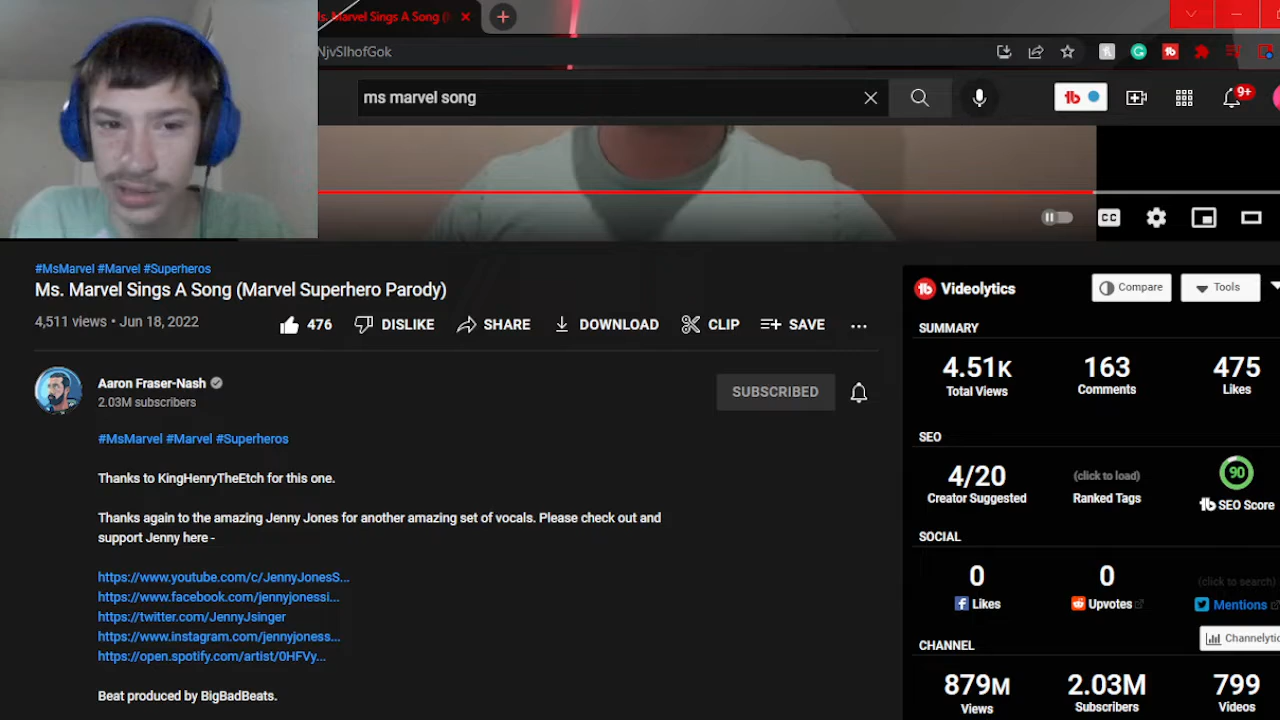 s. Marvel Sings A Song (
NjvSlhofGok
ms marvel song
9+
CC
#MsMarvel #Marvel #Superheros
Ms. Marvel Sings A Song (Marvel Superhero Parody)
4,511 views • Jun 18, 2022
476
DISLIKE
SHARE
DOWNLOAD
CLIP
SAVE
Aaron Fraser-Nash
2.03M subscribers
SUBSCRIBED
#MsMarvel #Marvel #Superheros
Thanks to KingHenryTheEtch for this one.
Thanks again to the amazing Jenny Jones for another amazing set of vocals. Please check out and
support Jenny here -
https://www.youtube.com/c/JennyJonesS...
https://www.facebook.com/jennyjonessi...
https://twitter.com/JennyJsinger
https://www.instagram.com/jennyjoness...
https://open.spotify.com/artist/0HFVy...
Beat produced by BigBadBeats.
Videolytics
Compare
Tools
SUMMARY
4.51K 163 475
Total Views Comments Likes
SEO
4/20 (click to load) 90
Creator Suggested Ranked Tags SEO Score
SOCIAL
0 0 (click to search)
Likes Upvotes Mentions
Channelytic
CHANNEL
879M 2.03M 799
Views Subscribers Videos